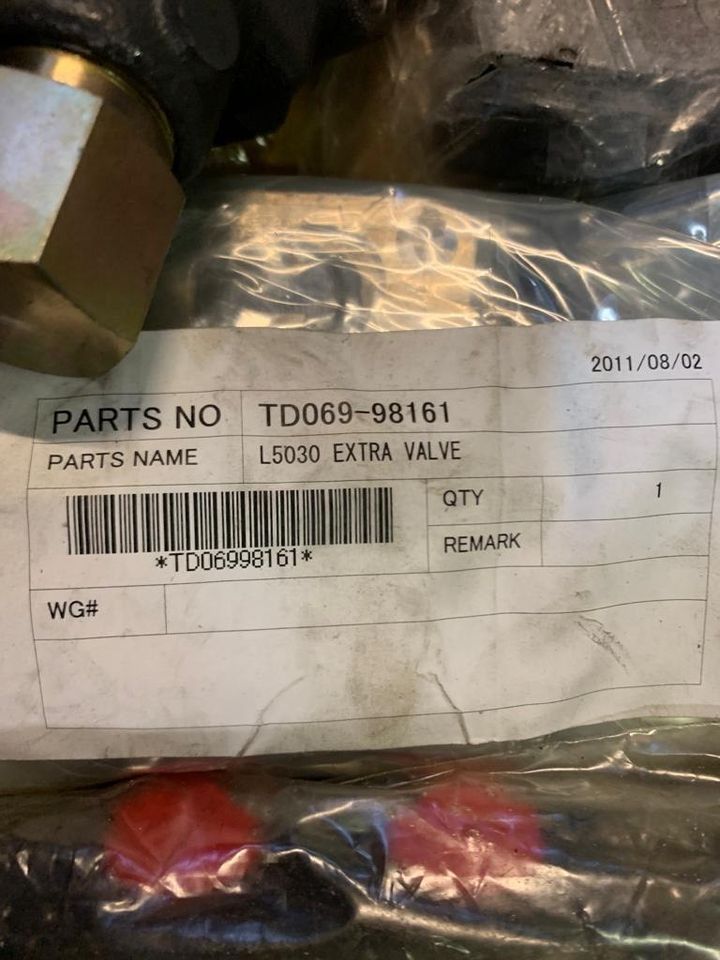 2011/08/02
PARTS NO TD069-98161
PARTS NAME L5030 EXTRA VALVE
QTY 1
*TD06998161*
REMARK
WG#